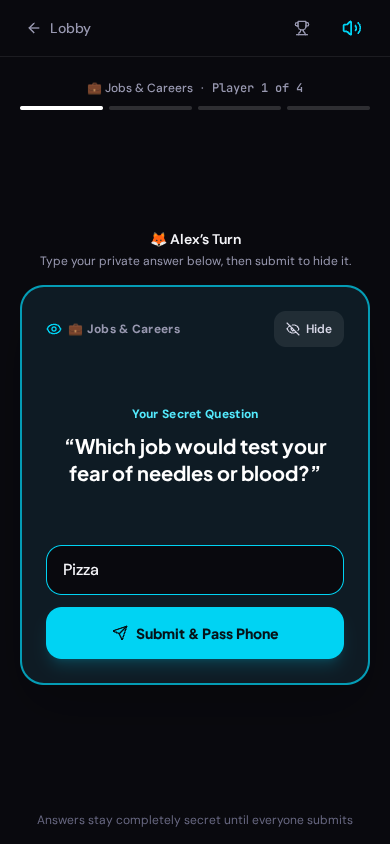 Lobby
Jobs & Careers · Player 1 of 4
Alex’s Turn
Type your private answer below, then submit to hide it.
Jobs & Careers
Hide
Your Secret Question
“Which job would test your
fear of needles or blood?”
Pizza
Submit & Pass Phone
Answers stay completely secret until everyone submits